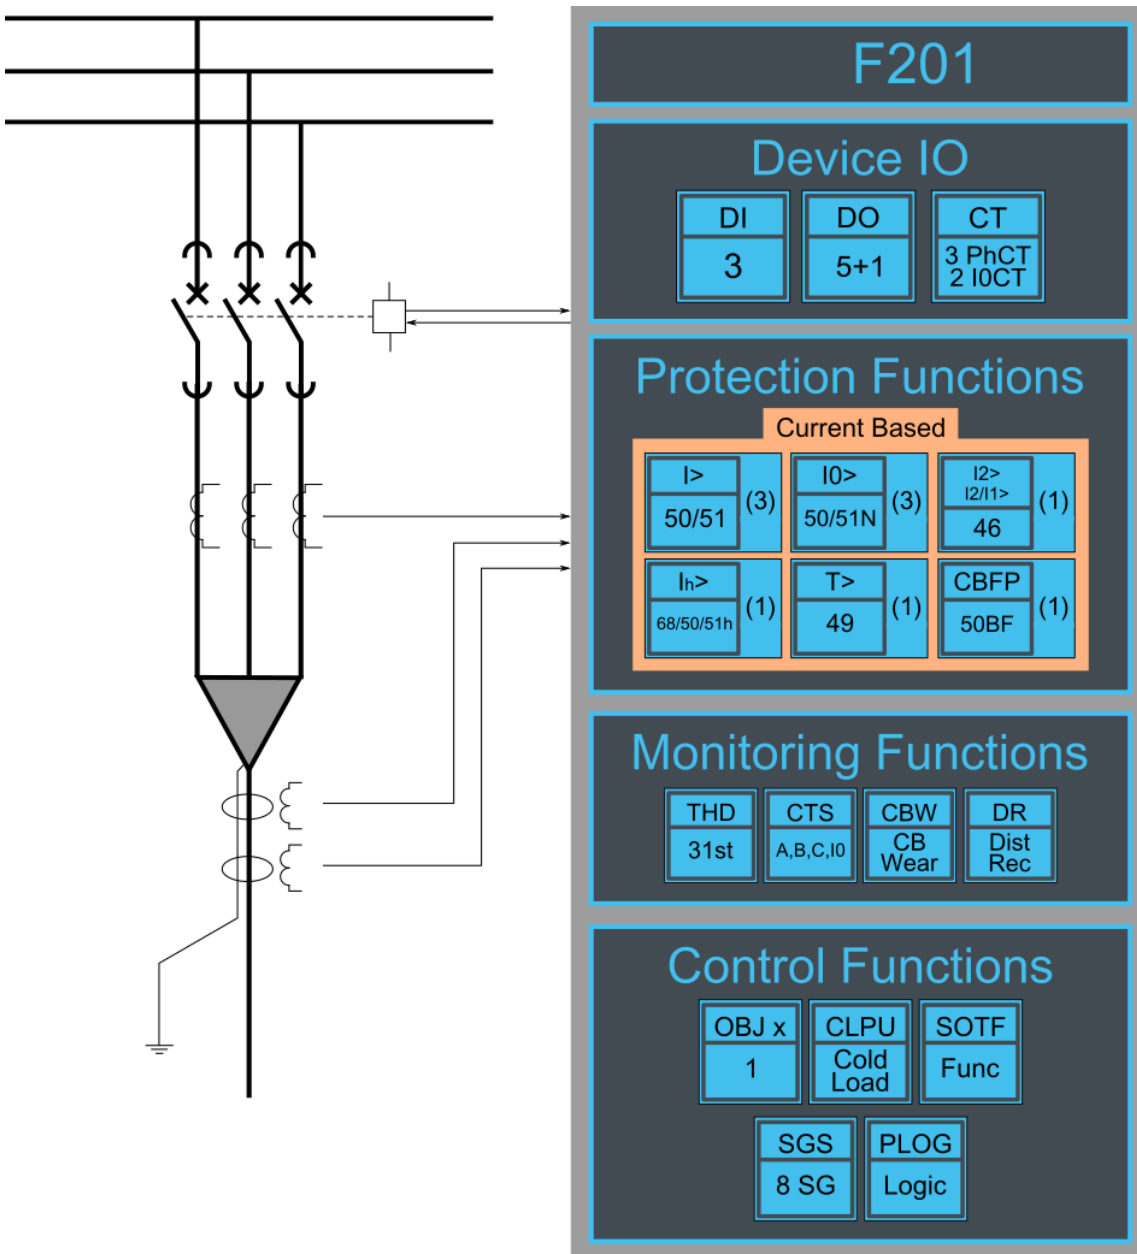 F201
Device IO
DI
3
DO
5+1
CT
3 PhCT
2 I0CT
Protection Functions
Current Based
I>
50/51
(3)
I0>
50/51N
(3)
I2>
I2/I1>
46
(1)
Ih>
68/50/51h
(1)
T>
49
(1)
CBFP
50BF
(1)
Monitoring Functions
THD
31st
CTS
A,B,C,I0
CBW
CB
Wear
DR
Dist
Rec
Control Functions
OBJ x
1
CLPU
Cold
Load
SOTF
Func
SGS
8 SG
PLOG
Logic